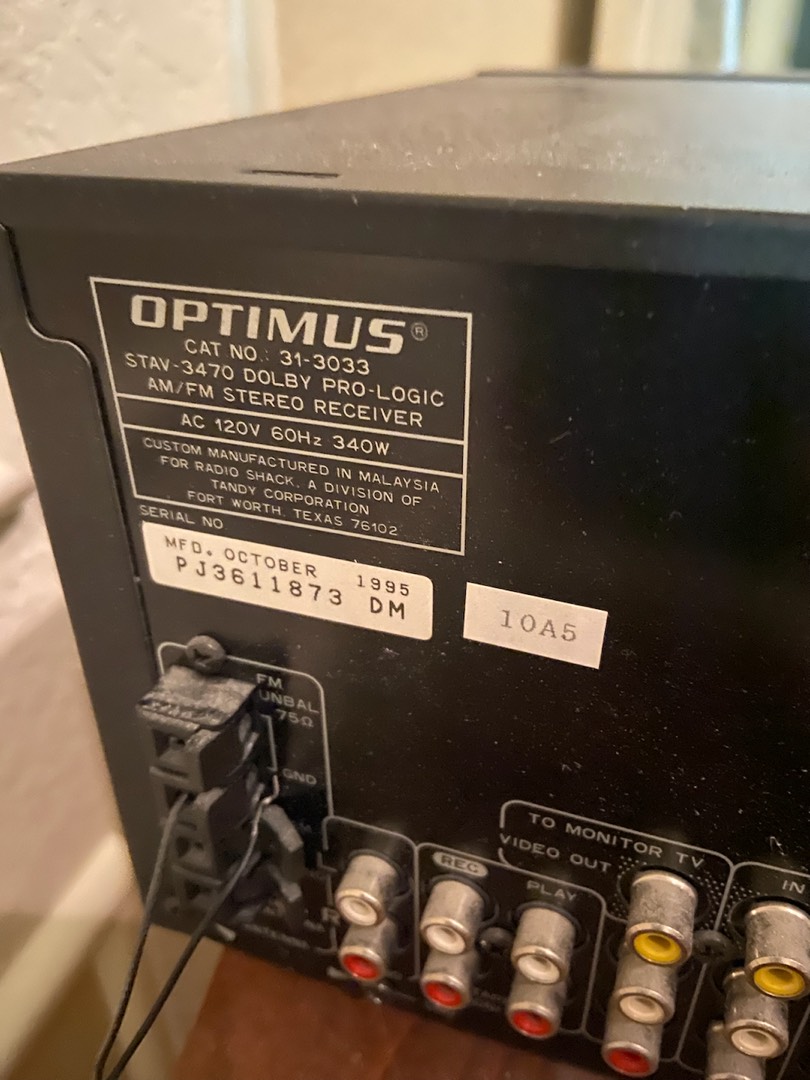 OPTIMUS®
CAT NO.: 31-3033
STAV-3470 DOLBY PRO-LOGIC
AM/FM STEREO RECEIVER
AC 120V 60Hz 340W
CUSTOM MANUFACTURED IN MALAYSIA
FOR RADIO SHACK, A DIVISION OF
TANDY CORPORATION
FORT WORTH, TEXAS 76102
SERIAL NO.
MFD. OCTOBER 1995
PJ3611873 DM
10A5
FM
UNBAL
75Ω
GND
TO MONITOR TV
VIDEO OUT
REC
PLAY
IN